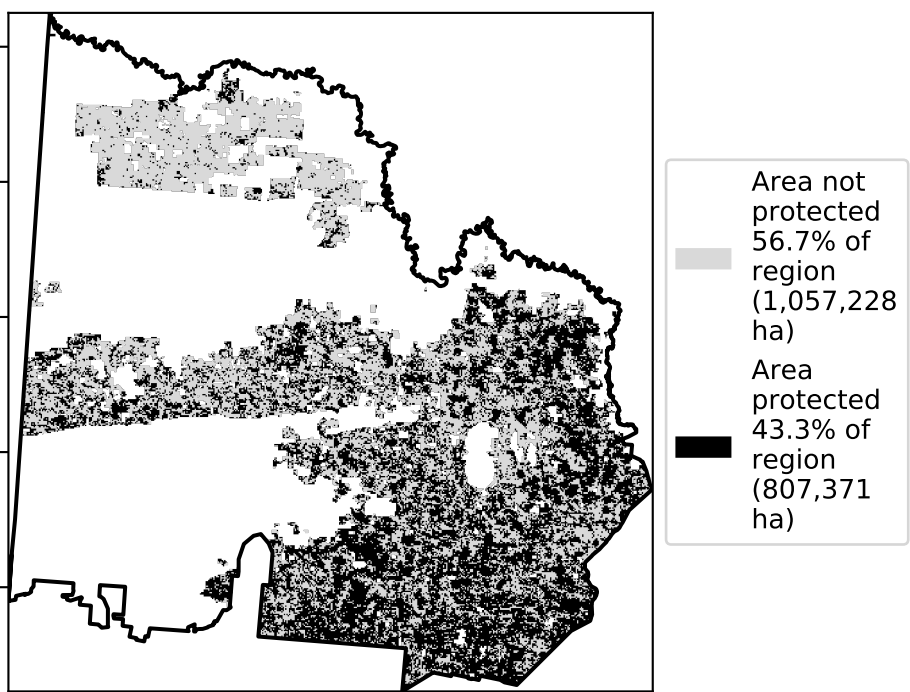 Area not
protected
56.7% of
region
(1,057,228
ha)
Area
protected
43.3% of
region
(807,371
ha)